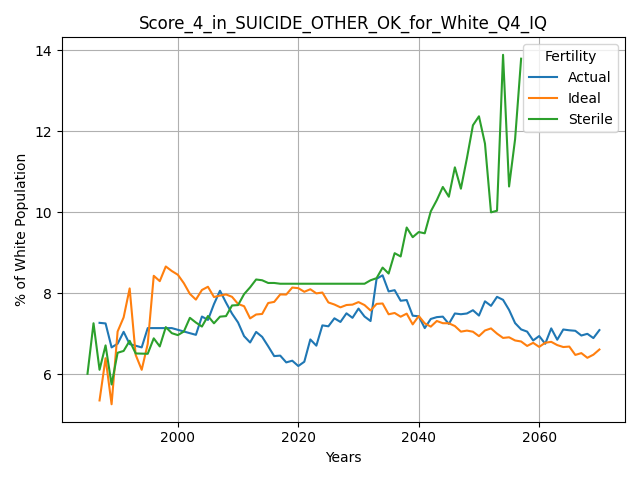 Score_4_in_SUICIDE_OTHER_OK_for_White_Q4_IQ
% of White Population
14
12
10
8
6
2000
2020
2040
2060
Years
Fertility
Actual
Ideal
Sterile